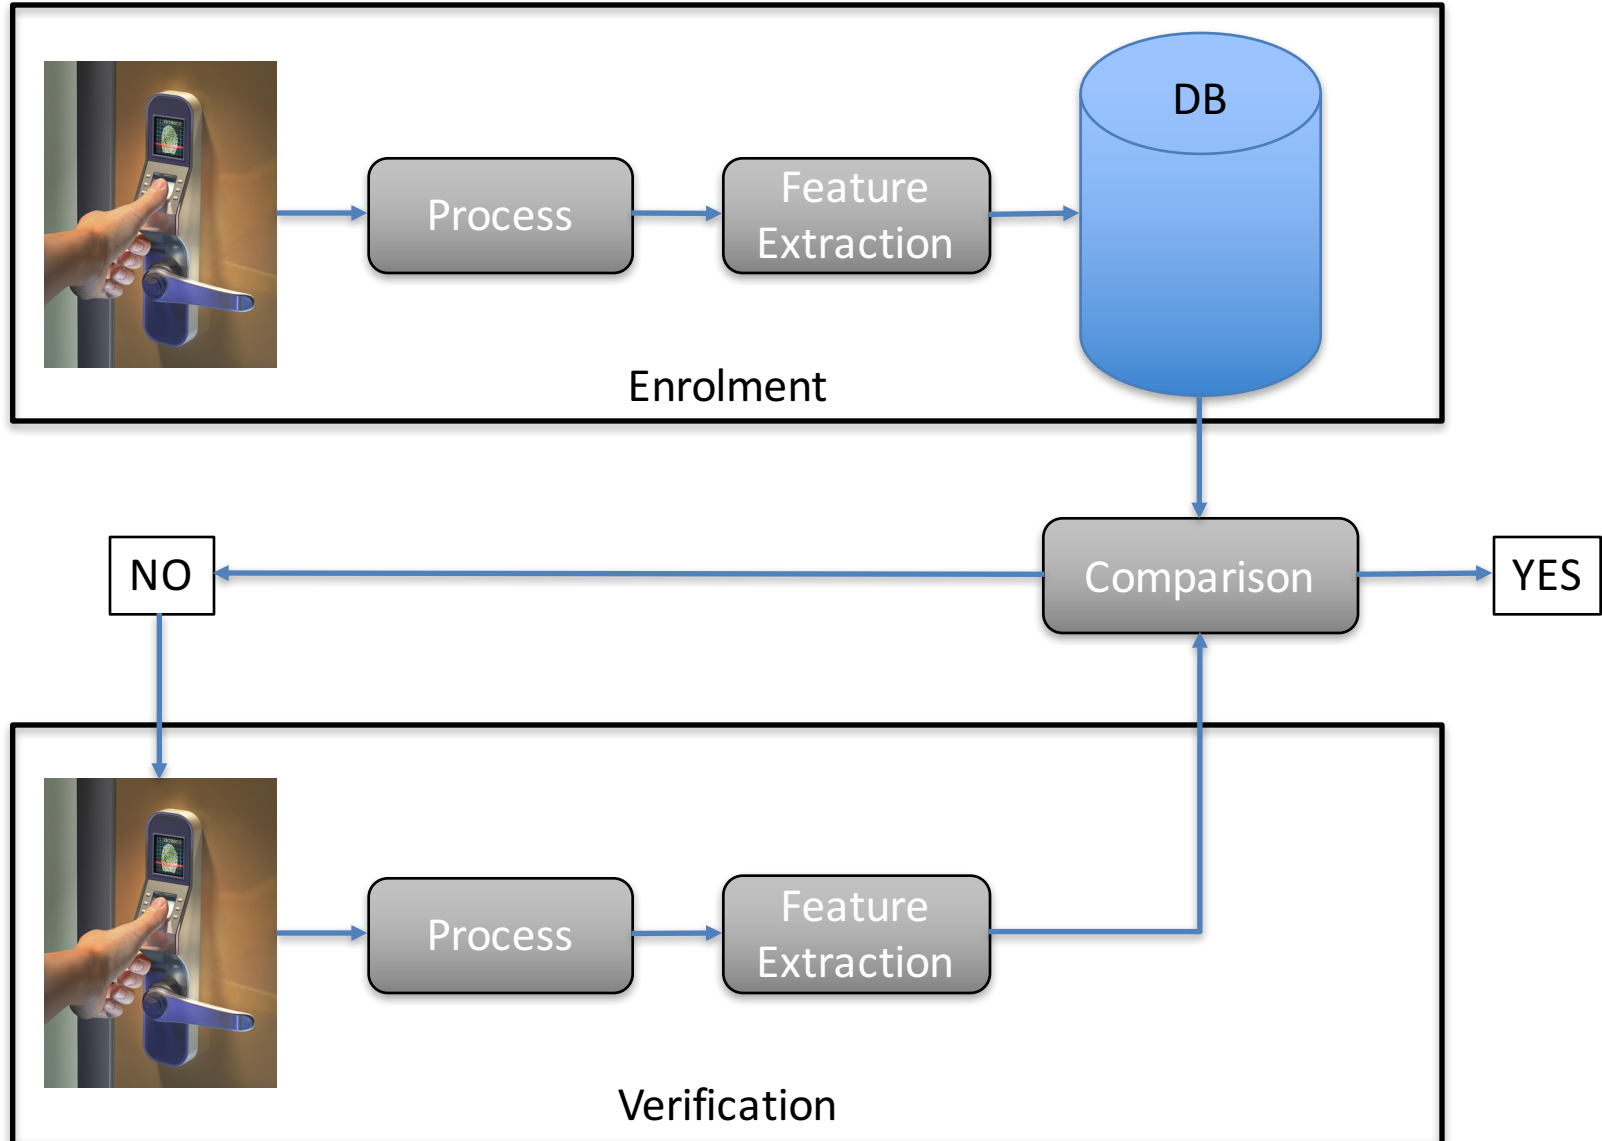 DB
Process
Feature
Extraction
Enrolment
NO
Comparison
YES
Process
Feature
Extraction
Verification